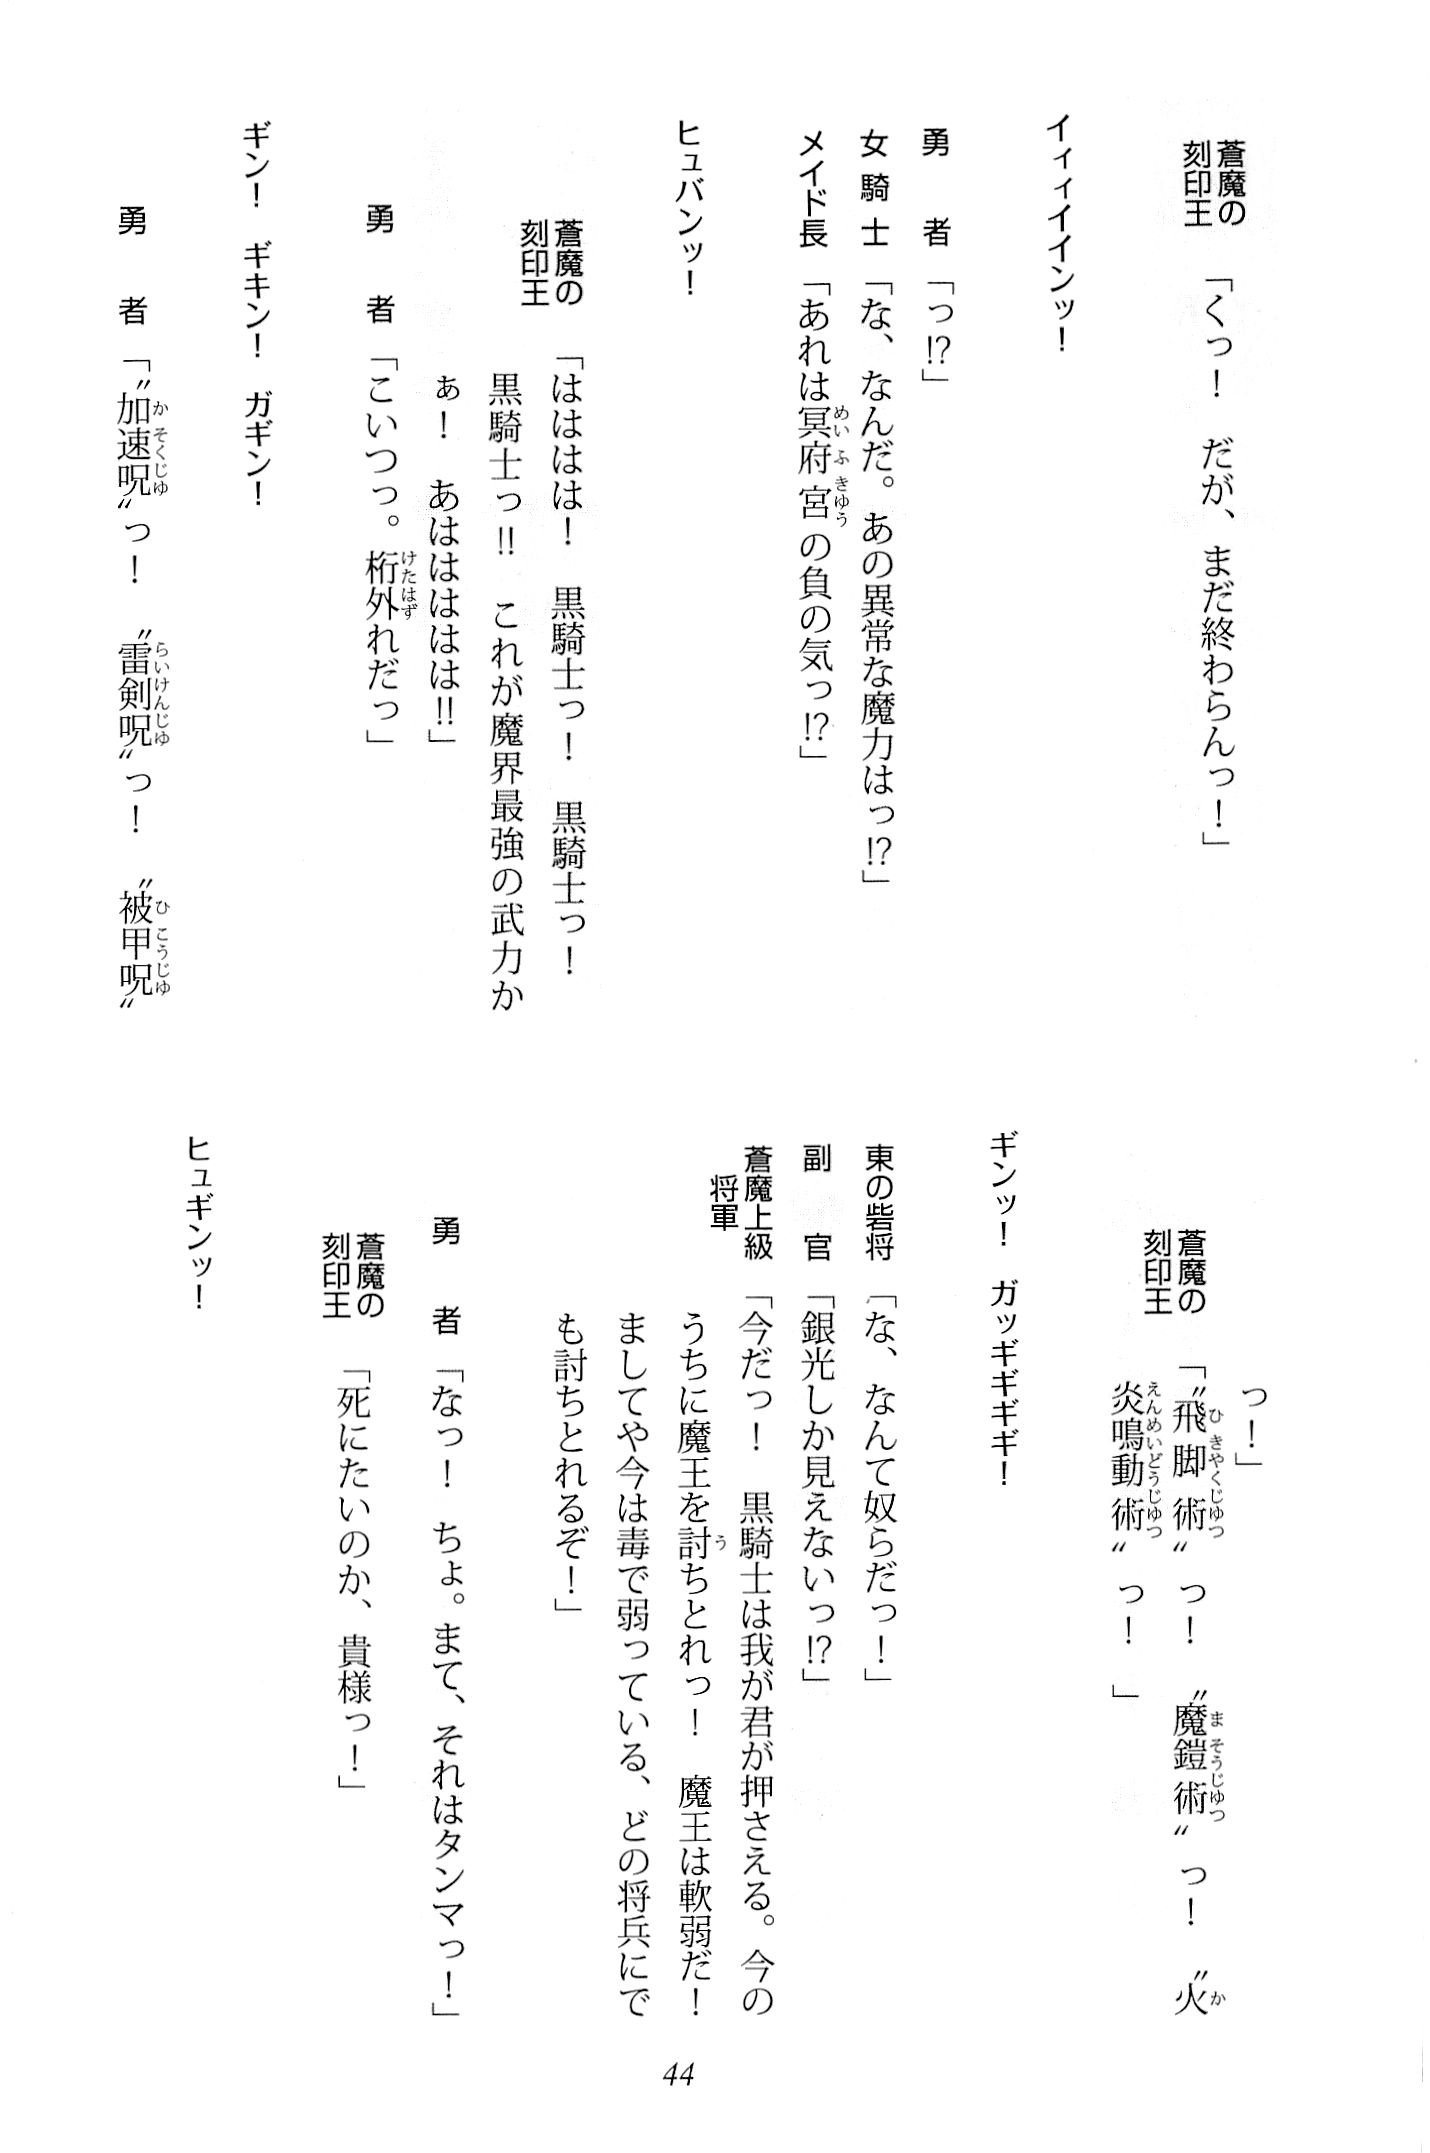 蒼魔の刻印王「くっ！　だが、まだ終わらんっ！」
イィィイインッ！
勇　者「っ!?」
女騎士「な、なんだ。あの異常な魔力はっ!?」
メイド長「あれは冥府宮の負の気っ!?」
ヒュバンッ！
蒼魔の刻印王「はははは！　黒騎士っ！　黒騎士っ！
黒騎士っ!!　これが魔界最強の武力か
ぁ！　あははははは!!」
勇　者「こいつっ。桁外れだっ」
ギン！　ギキン！　ガギン！
勇　者「〝加速呪〟っ！　〝雷剣呪〟っ！　〝被甲呪〟
っ！」
蒼魔の刻印王「〝飛脚術〟っ！　〝魔鎧術〟っ！　〝火
炎鳴動術〟っ！　」
ギンッ！　ガッギギギギ！
東の砦将「な、なんて奴らだっ！」
副　官「銀光しか見えないっ!?」
蒼魔上級将軍「今だっ！　黒騎士は我が君が押さえる。今の
うちに魔王を討ちとれっ！　魔王は軟弱だ！
ましてや今は毒で弱っている、どの将兵にで
も討ちとれるぞ！」
勇　者「なっ！　ちょ。まて、それはタンマっ！」
蒼魔の刻印王「死にたいのか、貴様っ！」
ヒュギンッ！
44